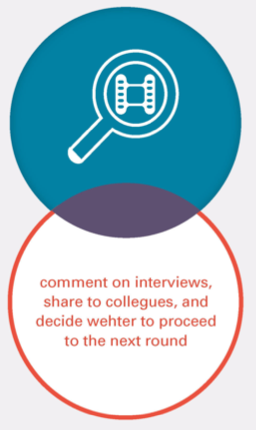 comment on interviews,
share to collegues, and
decide wehter to proceed
to the next round